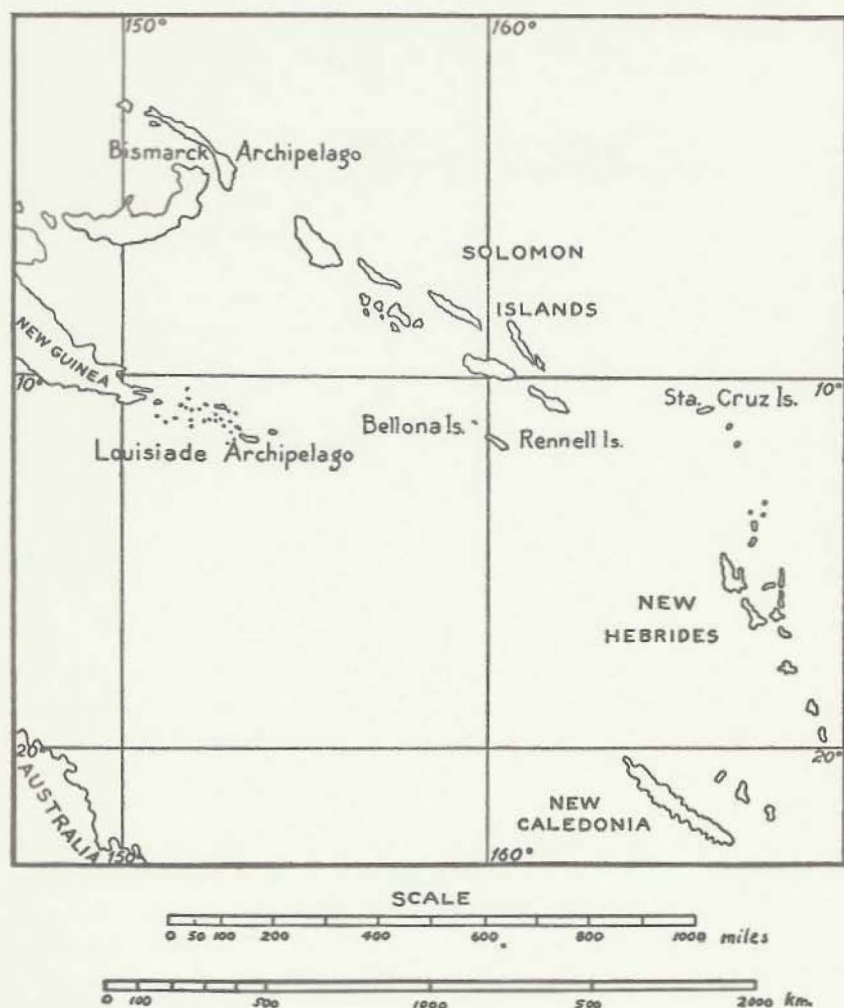 150° 160°
Bismarck Archipelago
SOLOMON
ISLANDS
NEW GUINEA
10° 10°
Sta. Cruz Is.
Bellona Is.
Rennell Is.
Louisiade Archipelago
NEW
HEBRIDES
20° 20°
AUSTRALIA
NEW
CALEDONIA
150° 160°
SCALE
0 50 100 200 400 600 800 1000 miles
0 100 500 1000 500 2000 km.